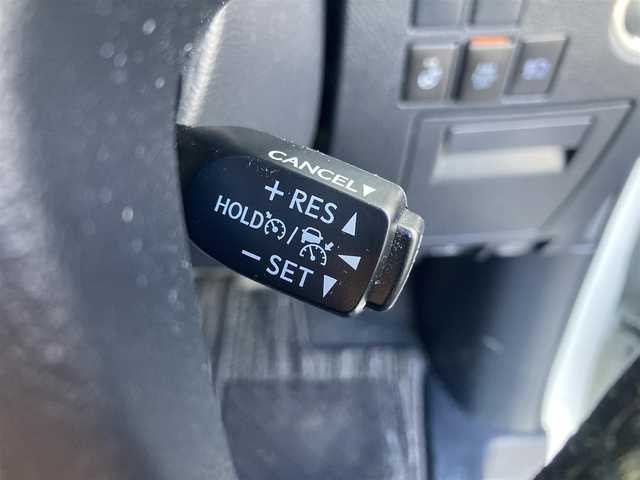 CANCEL▼
+ RES ▲
HOLD /
− SET ▼